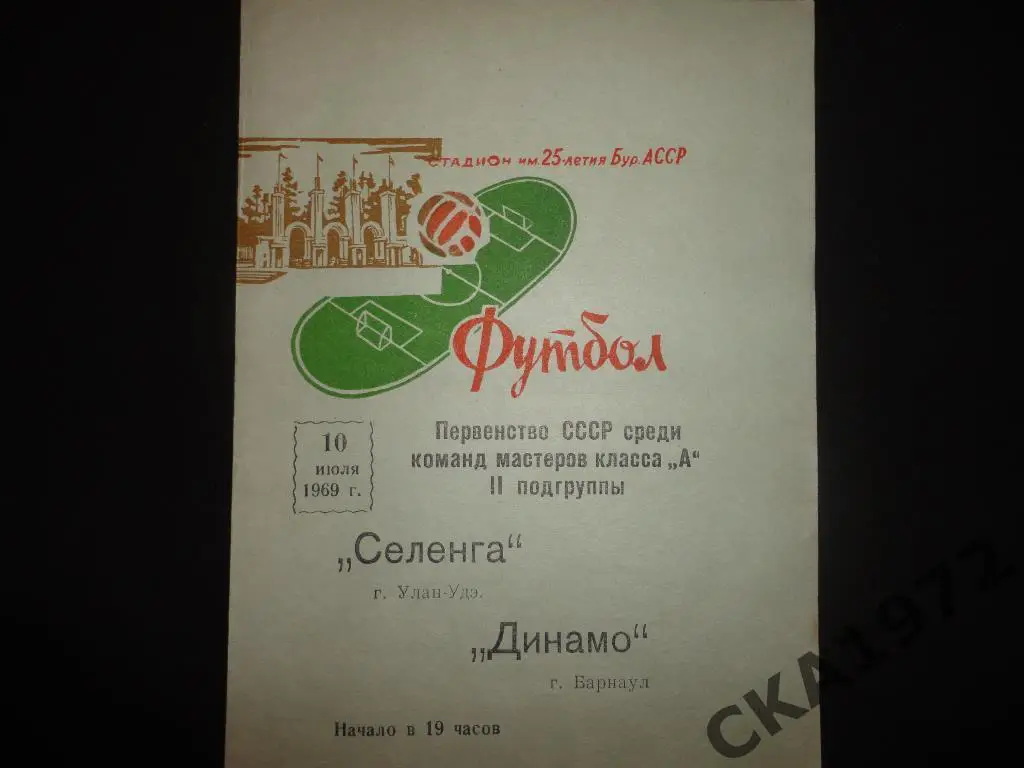 СТАДИОН им. 25-летия Бур. АССР
Футбол
10
июля
1969 г.
Первенство СССР среди
команд мастеров класса „А“
II подгруппы
„Селенга“
г. Улан-Удэ.
„Динамо“
г. Барнаул
Начало в 19 часов
СКА1972